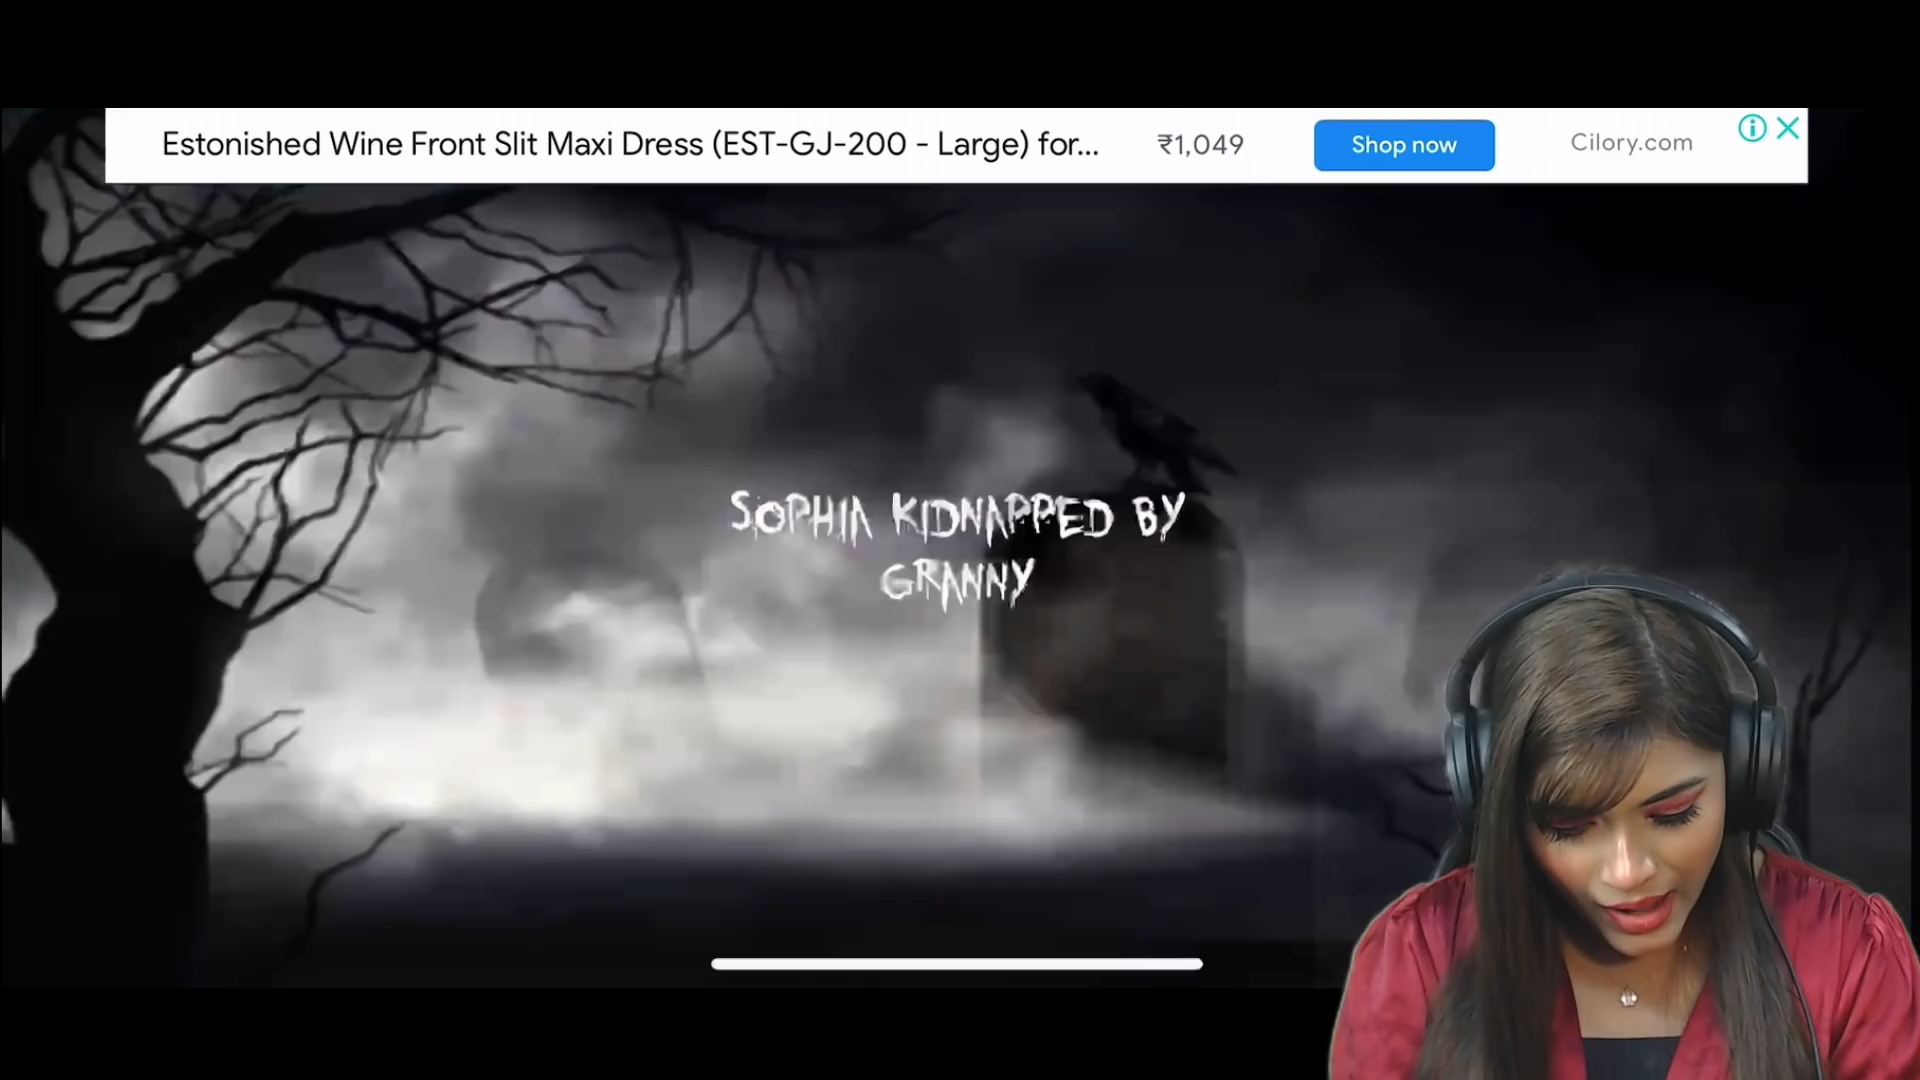 Estonished Wine Front Slit Maxi Dress (EST-GJ-200 - Large) for... ₹1,049 Shop now Cilory.com
SOPHIA KIDNAPPED BY
GRANNY